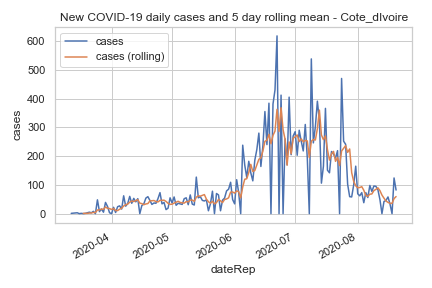 New COVID-19 daily cases and 5 day rolling mean - Cote_dIvoire
cases
cases (rolling)
600
500
400
300
200
100
0
cases
2020-04
2020-05
2020-06
2020-07
2020-08
dateRep